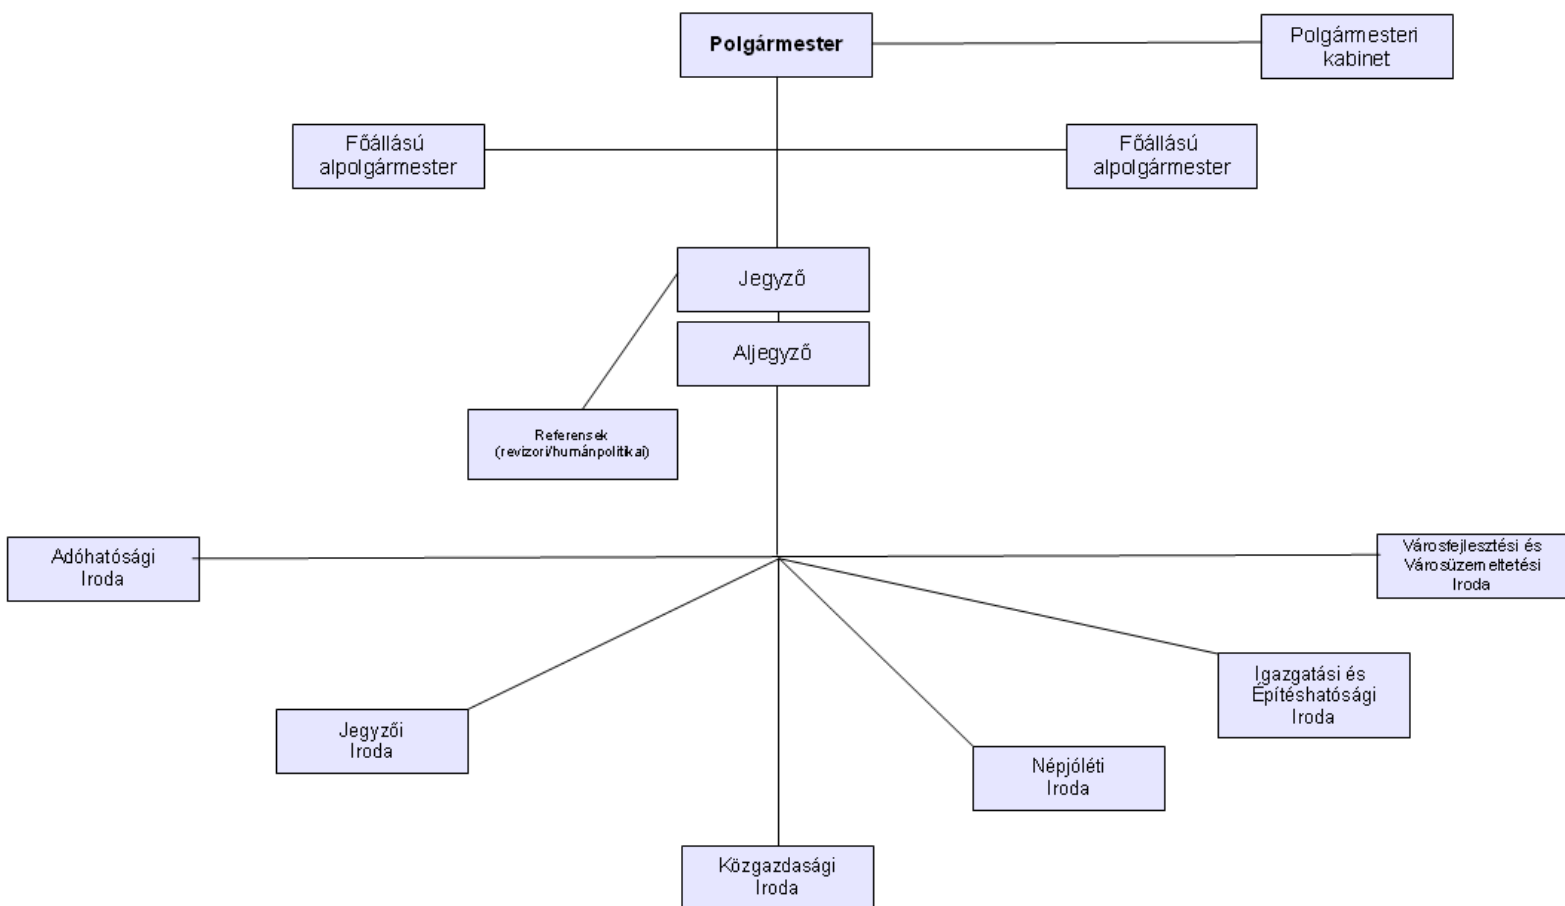 Polgármester
Polgármesteri
kabinet
Főállású
alpolgármester
Főállású
alpolgármester
Jegyző
Aljegyző
Referensek
(revizori/humánpolitikai)
Adóhatósági
Iroda
Városfejlesztési és
Városüzemeltetési
Iroda
Igazgatási és
Építéshatósági
Iroda
Jegyzői
Iroda
Népjóléti
Iroda
Közgazdasági
Iroda